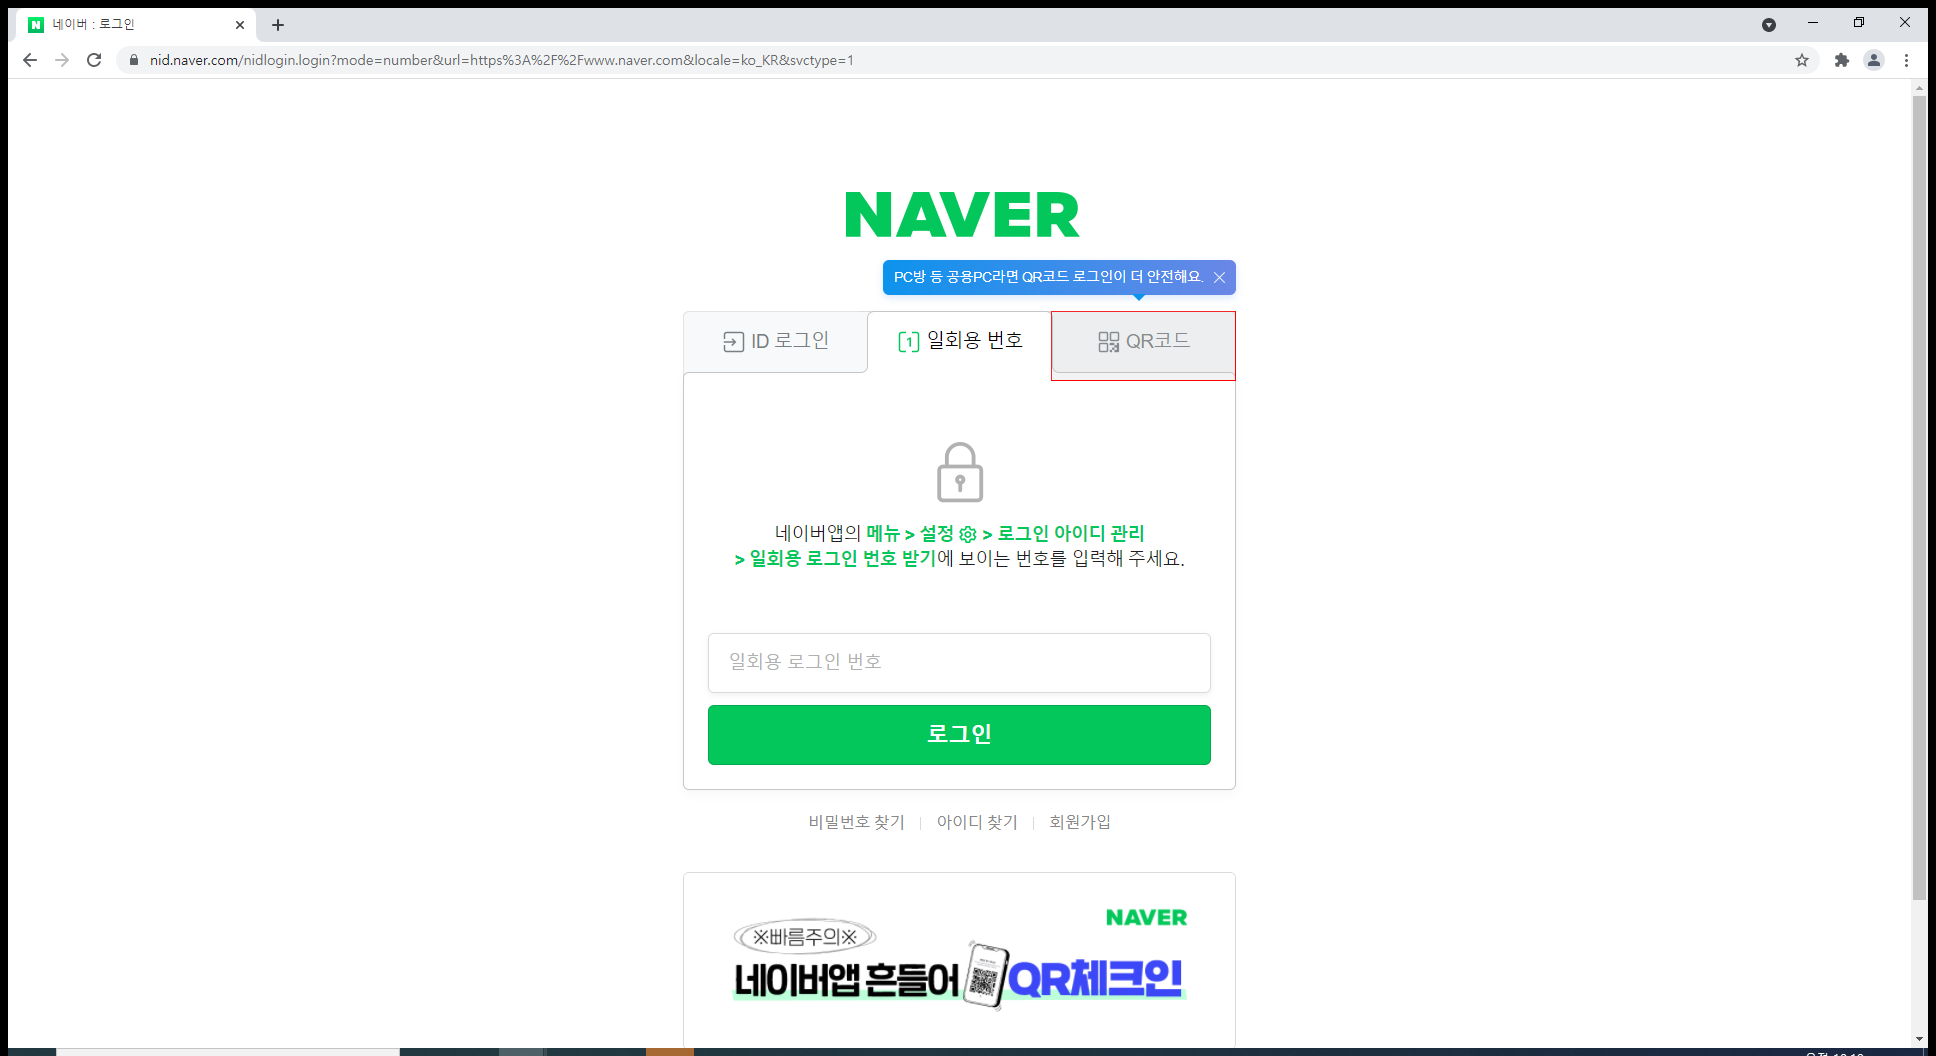 네이버 : 로그인
nid.naver.com/nidlogin.login?mode=number&url=https%3A%2F%2Fwww.naver.com&locale=ko_KR&svctype=1
NAVER
PC방 등 공용PC라면 QR코드 로그인이 더 안전해요.
ID 로그인
1 일회용 번호
QR코드
네이버앱의 메뉴 > 설정 > 로그인 아이디 관리
> 일회용 로그인 번호 받기에 보이는 번호를 입력해 주세요.
일회용 로그인 번호
로그인
비밀번호 찾기
아이디 찾기
회원가입
NAVER
※빠름주의※
네이버앱 흔들어 QR체크인